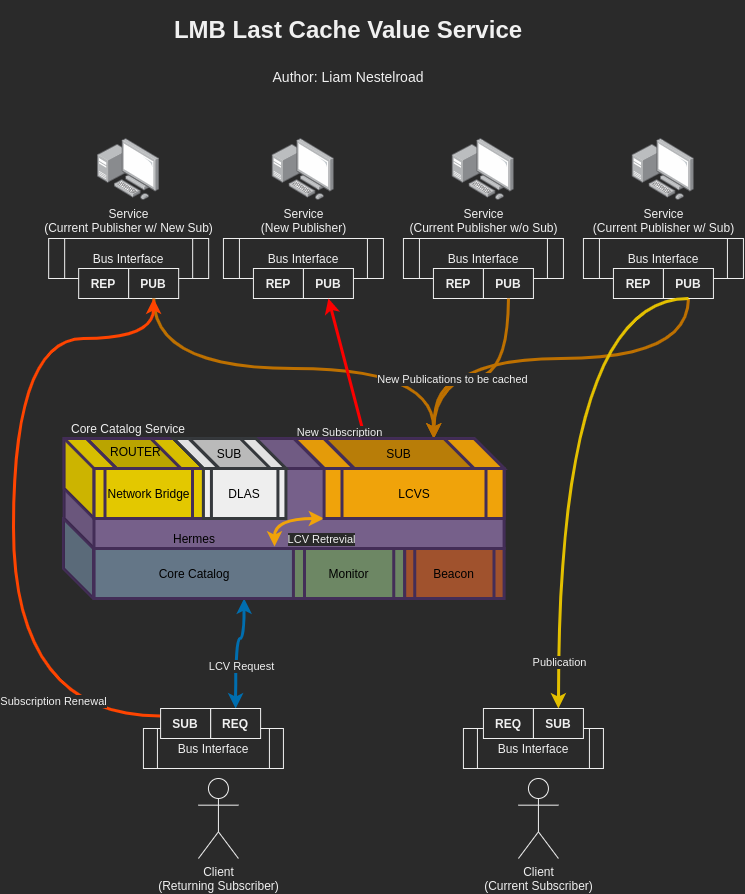 LMB Last Cache Value Service
Author: Liam Nestelroad
Service
(Current Publisher w/ New Sub)
Service
(New Publisher)
Service
(Current Publisher w/o Sub)
Service
(Current Publisher w/ Sub)
Bus Interface
Bus Interface
Bus Interface
Bus Interface
REP PUB
REP PUB
REP PUB
REP PUB
New Publications to be cached
Core Catalog Service
New Subscription
ROUTER
SUB
SUB
Network Bridge
DLAS
LCVS
Hermes
LCV Retrevial
Core Catalog
Monitor
Beacon
LCV Request
Publication
Subscription Renewal
SUB REQ
REQ SUB
Bus Interface
Bus Interface
Client
(Returning Subscriber)
Client
(Current Subscriber)